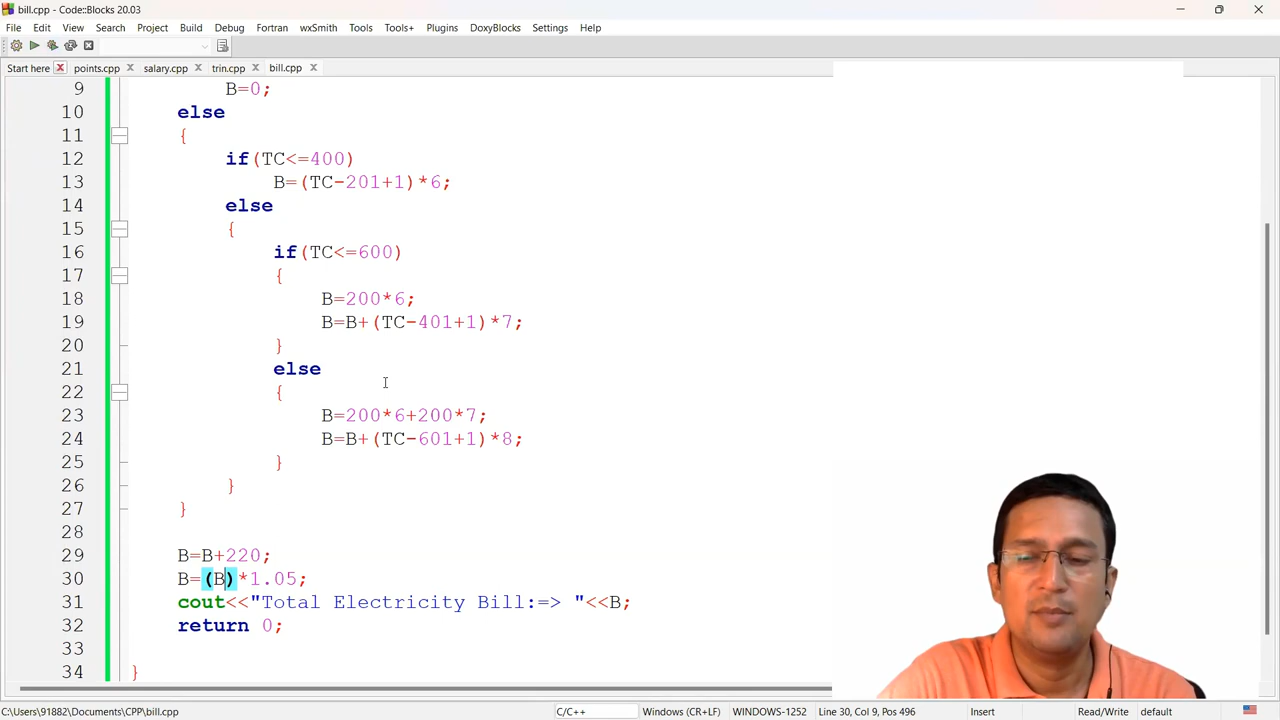 bill.cpp - Code::Blocks 20.03
File Edit View Search Project Build Debug Fortran wxSmith Tools Tools+ Plugins DoxyBlocks Settings Help
Start here points.cpp salary.cpp trin.cpp bill.cpp
9 B=0;
10 else
11 {
12 if(TC<=400)
13 B=(TC-201+1)*6;
14 else
15 {
16 if(TC<=600)
17 {
18 B=200*6;
19 B=B+(TC-401+1)*7;
20 }
21 else
22 {
23 B=200*6+200*7;
24 B=B+(TC-601+1)*8;
25 }
26 }
27 }
28
29 B=B+220;
30 B=(B)*1.05;
31 cout<<"Total Electricity Bill:=> "<<B;
32 return 0;
33
34 }
C:\Users\91882\Documents\CPP\bill.cpp C/C++ Windows (CR+LF) WINDOWS-1252 Line 30, Col 9, Pos 496 Insert Read/Write default